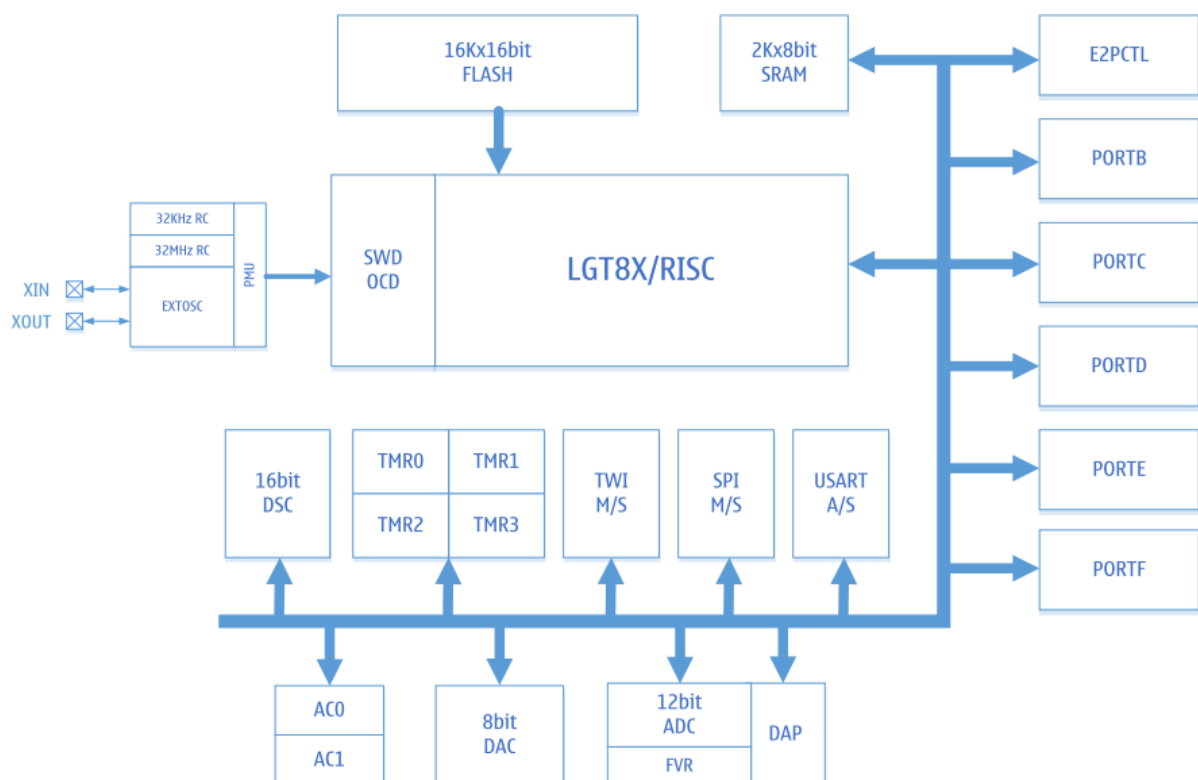 16Kx16bit
FLASH
2Kx8bit
SRAM
E2PCTL
PORTB
32KHz RC
32MHz RC
EXTOSC
PMU
XIN
XOUT
SWD
OCD
LGT8X/RISC
PORTC
PORTD
16bit
DSC
TMR0
TMR1
TMR2
TMR3
TWI
M/S
SPI
M/S
USART
A/S
PORTE
PORTF
AC0
AC1
8bit
DAC
12bit
ADC
FVR
DAP